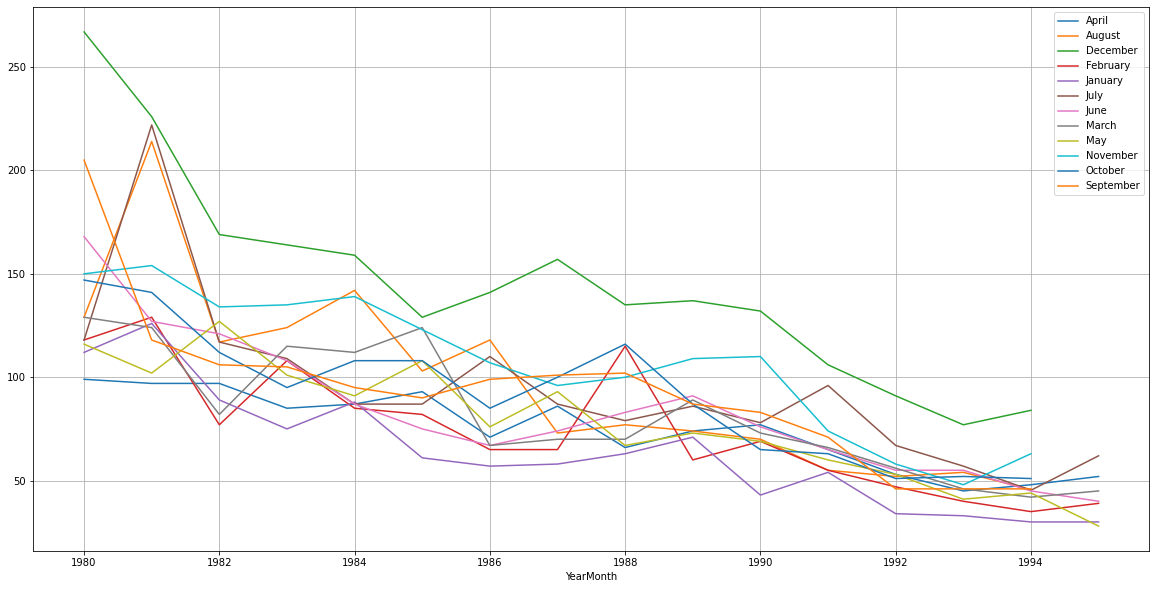 250
200
150
100
50
1980 1982 1984 1986 1988 1990 1992 1994
YearMonth
April
August
December
February
January
July
June
March
May
November
October
September